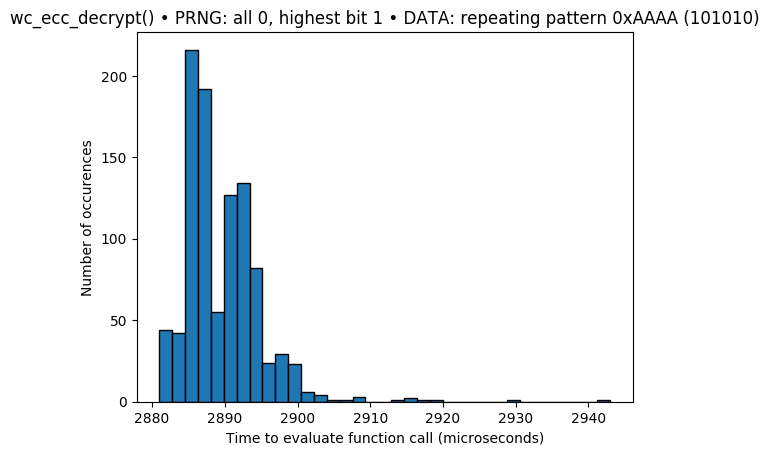 wc_ecc_decrypt() • PRNG: all 0, highest bit 1 • DATA: repeating pattern 0xAAAA (101010)
200
150
100
50
0
Number of occurences
2880 2890 2900 2910 2920 2930 2940
Time to evaluate function call (microseconds)